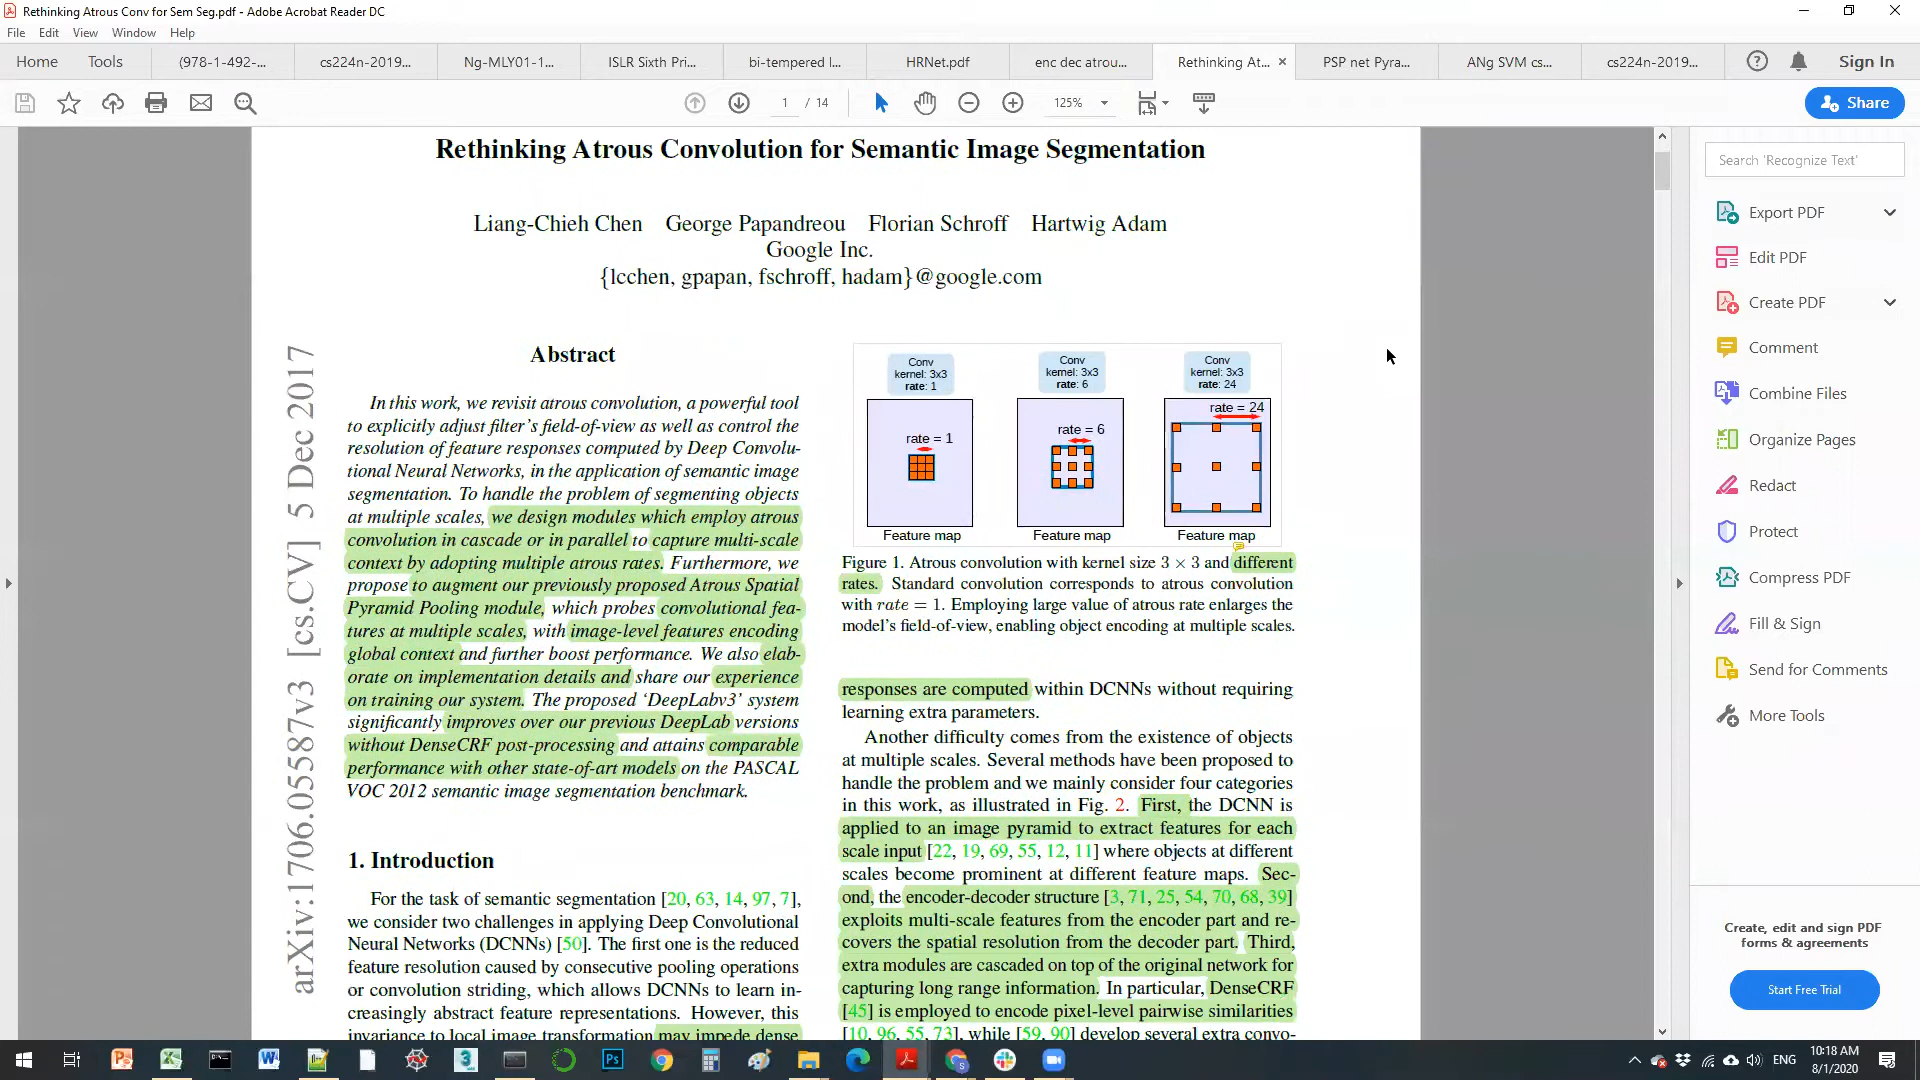 Rethinking Atrous Conv for Sem Seg.pdf - Adobe Acrobat Reader DC
File Edit View Window Help
Home Tools (978-1-492-... cs224n-2019... Ng-MLY01-1... ISLR Sixth Pri... bi-tempered l... HRNet.pdf enc dec atrou... Rethinking At... × PSP net Pyra... ANg SVM cs... cs224n-2019... Sign In
1 / 14 125% Share
Rethinking Atrous Convolution for Semantic Image Segmentation
Liang-Chieh Chen George Papandreou Florian Schroff Hartwig Adam
Google Inc.
{lcchen, gpapan, fschroff, hadam}@google.com
arXiv:1706.05587v3 [cs.CV] 5 Dec 2017
Abstract
In this work, we revisit atrous convolution, a powerful tool
to explicitly adjust filter's field-of-view as well as control the
resolution of feature responses computed by Deep Convolu-
tional Neural Networks, in the application of semantic image
segmentation. To handle the problem of segmenting objects
at multiple scales, we design modules which employ atrous
convolution in cascade or in parallel to capture multi-scale
context by adopting multiple atrous rates. Furthermore, we
propose to augment our previously proposed Atrous Spatial
Pyramid Pooling module, which probes convolutional fea-
tures at multiple scales, with image-level features encoding
global context and further boost performance. We also elab-
orate on implementation details and share our experience
on training our system. The proposed ‘DeepLabv3’ system
significantly improves over our previous DeepLab versions
without DenseCRF post-processing and attains comparable
performance with other state-of-art models on the PASCAL
VOC 2012 semantic image segmentation benchmark.
1. Introduction
For the task of semantic segmentation [20, 63, 14, 97, 7],
we consider two challenges in applying Deep Convolutional
Neural Networks (DCNNs) [50]. The first one is the reduced
feature resolution caused by consecutive pooling operations
or convolution striding, which allows DCNNs to learn in-
creasingly abstract feature representations. However, this
invariance to local image transformation may impede dense
Conv
kernel: 3x3
rate: 1
Conv
kernel: 3x3
rate: 6
Conv
kernel: 3x3
rate: 24
rate = 1
rate = 6
rate = 24
Feature map
Feature map
Feature map
Figure 1. Atrous convolution with kernel size 3 × 3 and different
rates. Standard convolution corresponds to atrous convolution
with rate = 1. Employing large value of atrous rate enlarges the
model's field-of-view, enabling object encoding at multiple scales.
responses are computed within DCNNs without requiring
learning extra parameters.
Another difficulty comes from the existence of objects
at multiple scales. Several methods have been proposed to
handle the problem and we mainly consider four categories
in this work, as illustrated in Fig. 2. First, the DCNN is
applied to an image pyramid to extract features for each
scale input [22, 19, 69, 55, 12, 11] where objects at different
scales become prominent at different feature maps. Sec-
ond, the encoder-decoder structure [3, 71, 25, 54, 70, 68, 39]
exploits multi-scale features from the encoder part and re-
covers the spatial resolution from the decoder part. Third,
extra modules are cascaded on top of the original network for
capturing long range information. In particular, DenseCRF
[45] is employed to encode pixel-level pairwise similarities
[10, 96, 55, 73], while [59, 90] develop several extra convo-
Search 'Recognize Text'
Export PDF
Edit PDF
Create PDF
Comment
Combine Files
Organize Pages
Redact
Protect
Compress PDF
Fill & Sign
Send for Comments
More Tools
Create, edit and sign PDF
forms & agreements
Start Free Trial
ENG
10:18 AM
8/1/2020